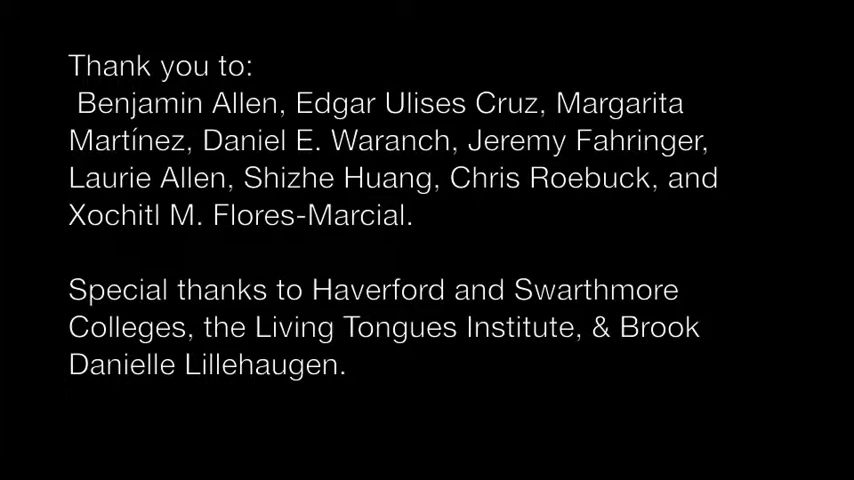 Thank you to:
Benjamin Allen, Edgar Ulises Cruz, Margarita
Martínez, Daniel E. Waranch, Jeremy Fahringer,
Laurie Allen, Shizhe Huang, Chris Roebuck, and
Xochitl M. Flores-Marcial.
Special thanks to Haverford and Swarthmore
Colleges, the Living Tongues Institute, & Brook
Danielle Lillehaugen.